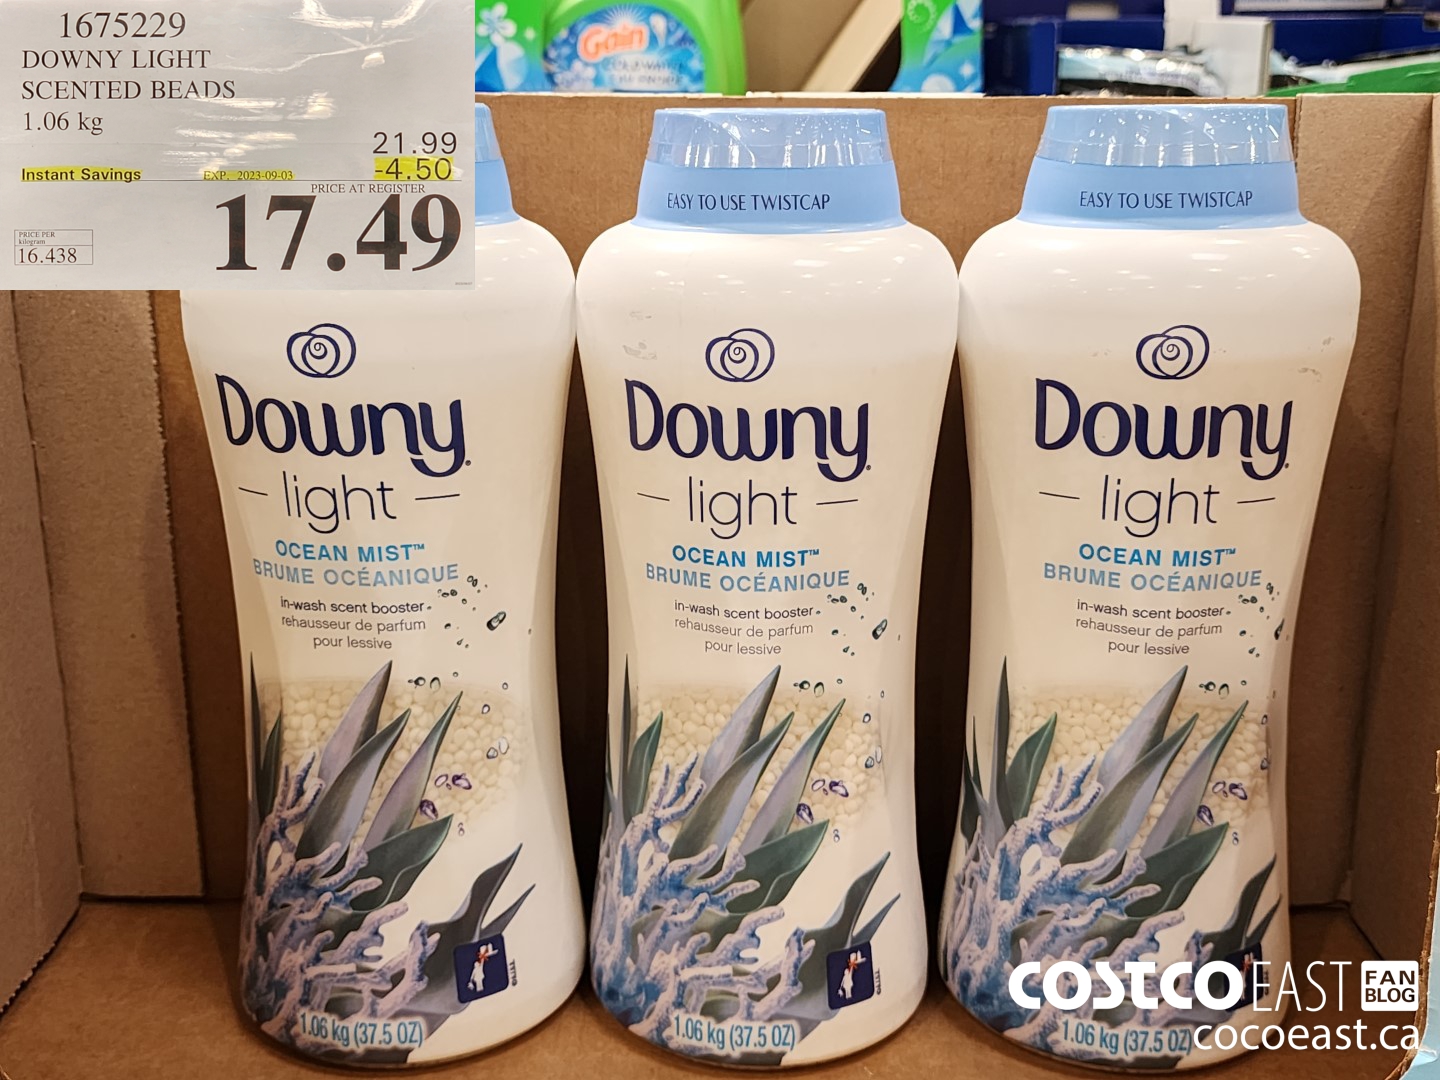 1675229
DOWNY LIGHT
SCENTED BEADS
1.06 kg
21.99
Instant Savings EXP. 2023-09-03 -4.50
PRICE AT REGISTER
17.49
PRICE PER
kilogram
16.438
Gain
EASY TO USE TWISTCAP
EASY TO USE TWISTCAP
Downy
light
OCEAN MIST™
BRUME OCÉANIQUE
in-wash scent booster
rehausseur de parfum
pour lessive
1.06 kg (37.5 OZ)
Downy
light
OCEAN MIST™
BRUME OCÉANIQUE
in-wash scent booster
rehausseur de parfum
pour lessive
1.06 kg (37.5 OZ)
Downy
light
OCEAN MIST™
BRUME OCÉANIQUE
in-wash scent booster
rehausseur de parfum
pour lessive
1.06 kg (37.5 OZ)
COSTCO EAST FAN
BLOG
cocoeast.ca